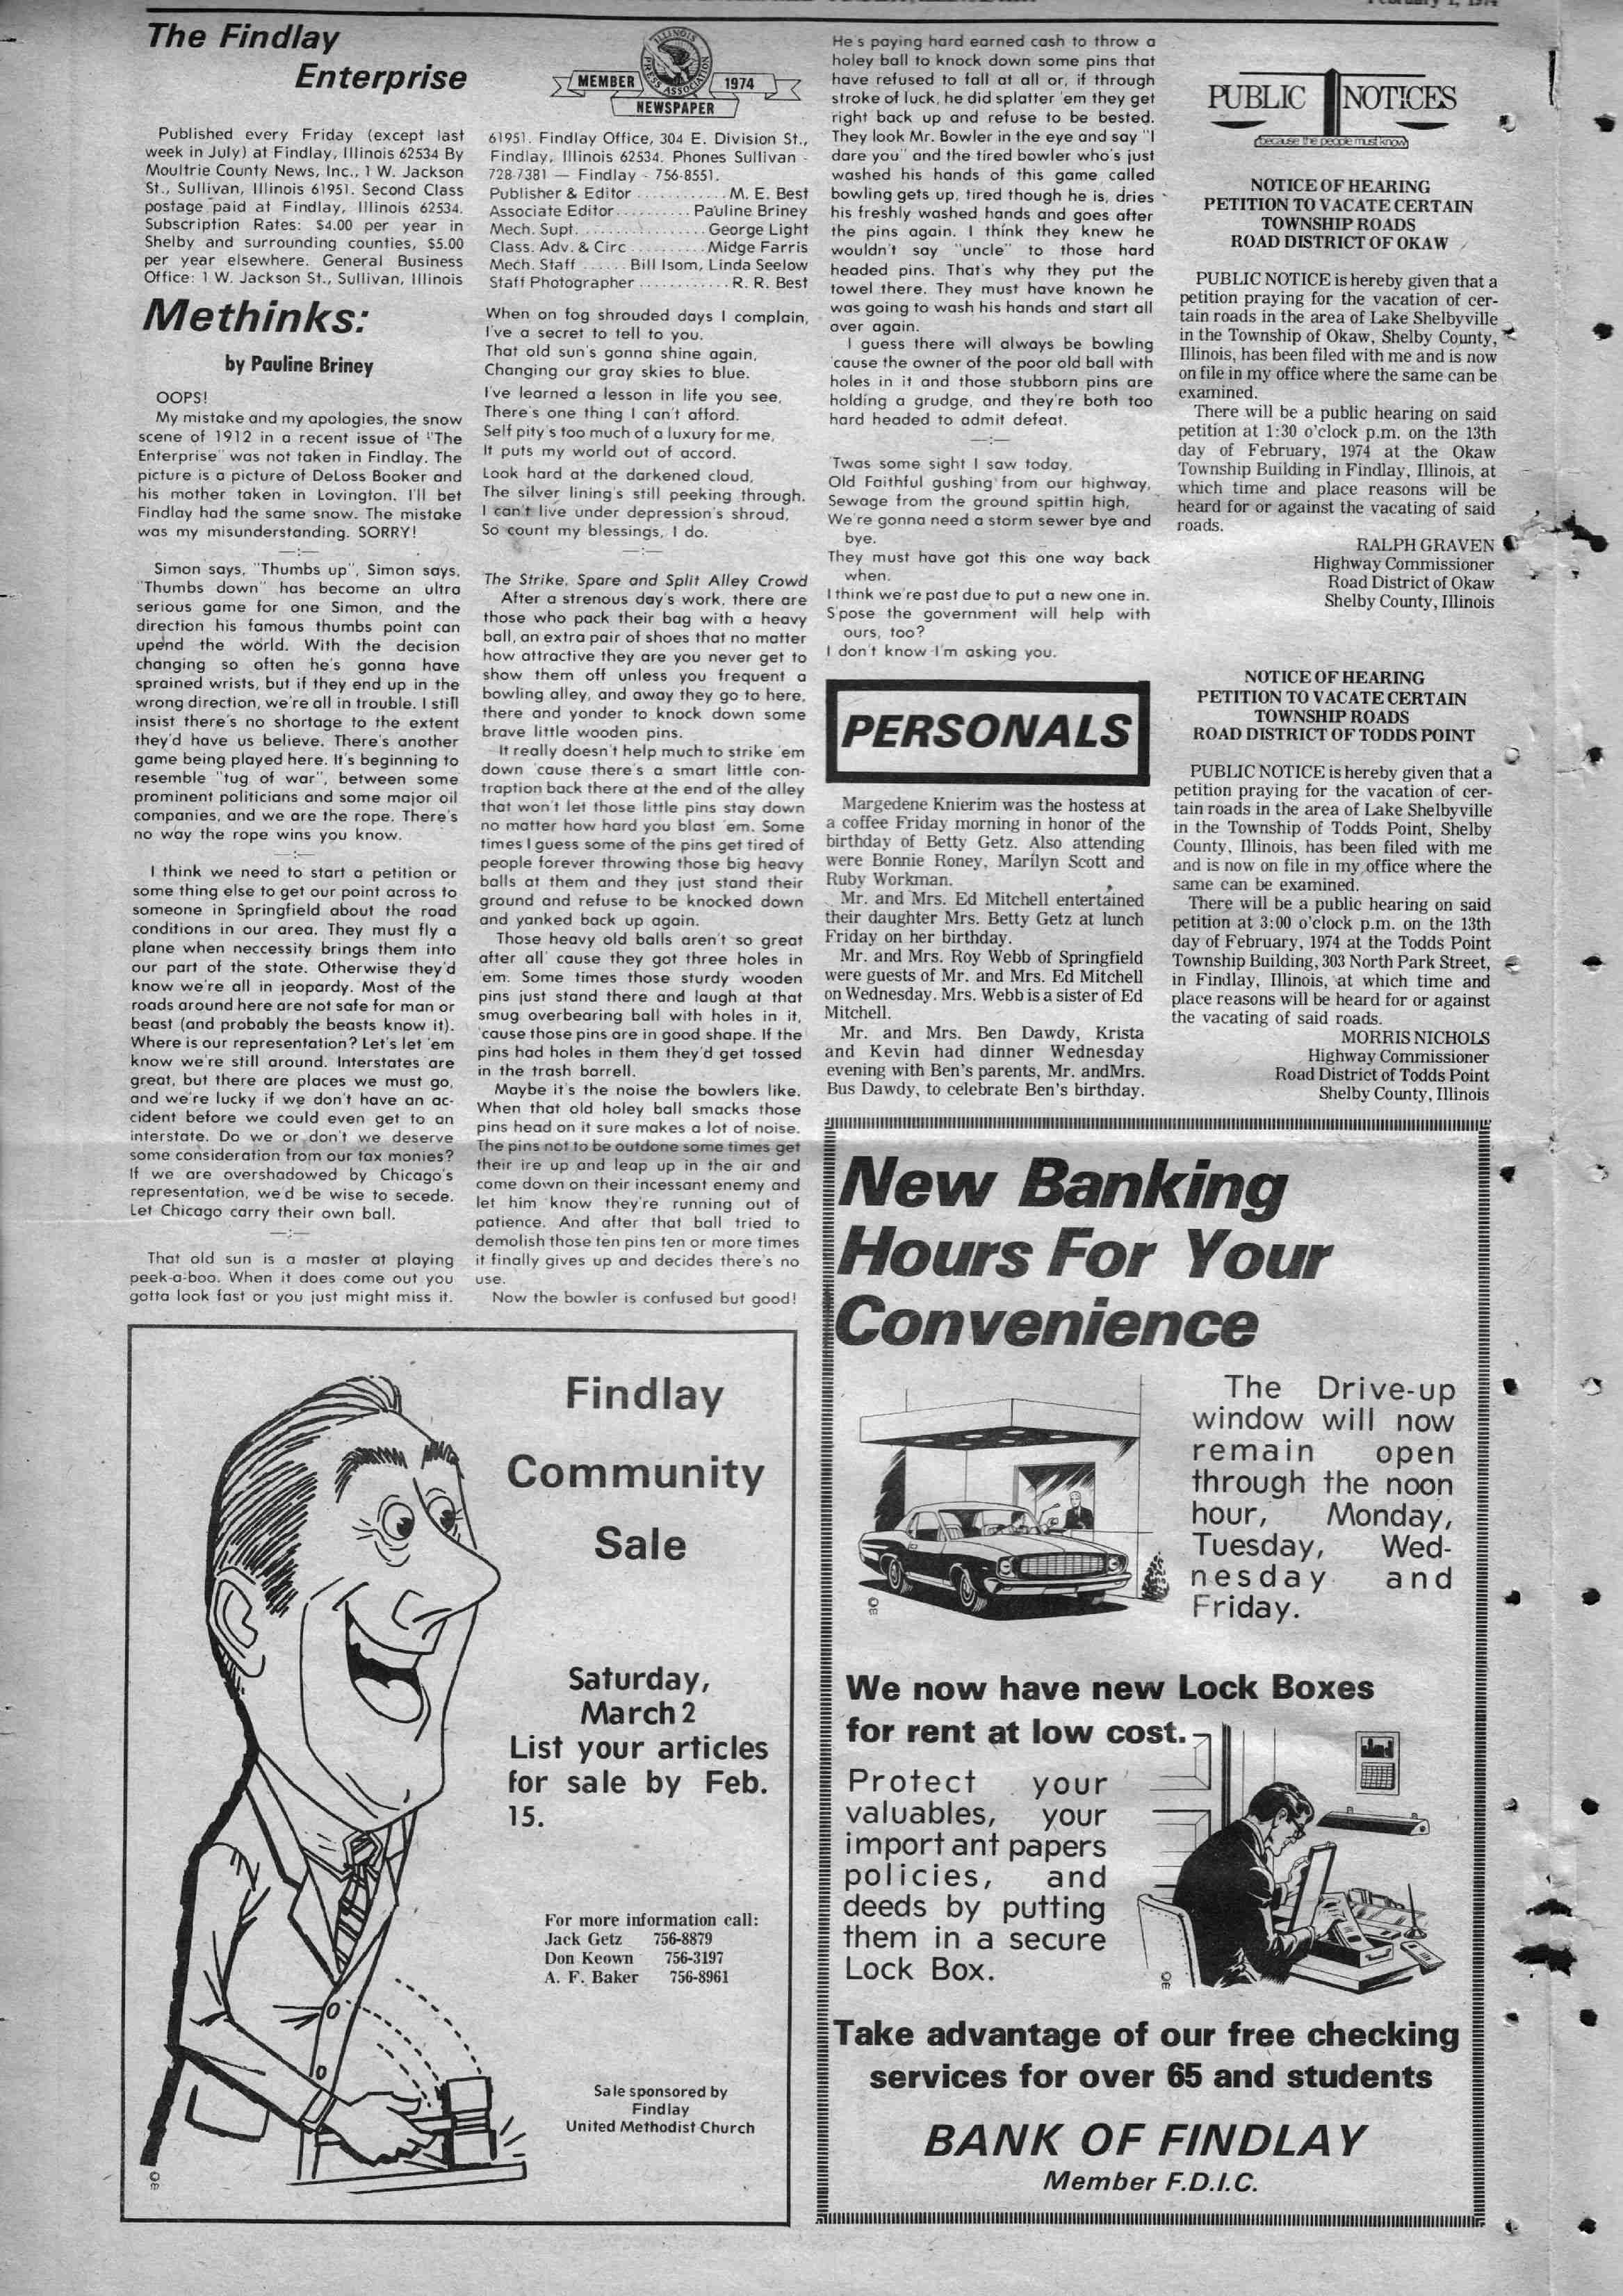 February 1, 1974
The Findlay
Enterprise
Published every Friday (except last
week in July) at Findlay, Illinois 62534 By
Moultrie County News, Inc., 1 W. Jackson
St., Sullivan, Illinois 61951. Second Class
postage paid at Findlay, Illinois 62534.
Subscription Rates: $4.00 per year in
Shelby and surrounding counties, $5.00
per year elsewhere. General Business
Office: 1 W. Jackson St., Sullivan, Illinois
ILLINOIS
PRESS ASSOCIATION
MEMBER 1974
NEWSPAPER
61951. Findlay Office, 304 E. Division St.,
Findlay, Illinois 62534. Phones Sullivan -
728-7381 — Findlay - 756-8551.
Publisher & Editor ............ M. E. Best
Associate Editor .......... Pauline Briney
Mech. Supt. .................. George Light
Class. Adv. & Circ .......... Midge Farris
Mech. Staff ...... Bill Isom, Linda Seelow
Staff Photographer ............ R. R. Best
Methinks:
by Pauline Briney
OOPS!
My mistake and my apologies, the snow
scene of 1912 in a recent issue of "The
Enterprise" was not taken in Findlay. The
picture is a picture of DeLoss Booker and
his mother taken in Lovington. I'll bet
Findlay had the same snow. The mistake
was my misunderstanding. SORRY!
—:—
Simon says, "Thumbs up", Simon says,
"Thumbs down" has become an ultra
serious game for one Simon, and the
direction his famous thumbs point can
upend the world. With the decision
changing so often he's gonna have
sprained wrists, but if they end up in the
wrong direction, we're all in trouble. I still
insist there's no shortage to the extent
they'd have us believe. There's another
game being played here. It's beginning to
resemble "tug of war", between some
prominent politicians and some major oil
companies, and we are the rope. There's
no way the rope wins you know.
—:—
I think we need to start a petition or
some thing else to get our point across to
someone in Springfield about the road
conditions in our area. They must fly a
plane when neccessity brings them into
our part of the state. Otherwise they'd
know we're all in jeopardy. Most of the
roads around here are not safe for man or
beast (and probably the beasts know it).
Where is our representation? Let's let 'em
know we're still around. Interstates are
great, but there are places we must go,
and we're lucky if we don't have an ac-
cident before we could even get to an
interstate. Do we or don't we deserve
some consideration from our tax monies?
If we are overshadowed by Chicago's
representation, we'd be wise to secede.
Let Chicago carry their own ball.
—:—
That old sun is a master at playing
peek-a-boo. When it does come out you
gotta look fast or you just might miss it.
When on fog shrouded days I complain,
I've a secret to tell to you.
That old sun's gonna shine again,
Changing our gray skies to blue.
I've learned a lesson in life you see,
There's one thing I can't afford.
Self pity's too much of a luxury for me,
It puts my world out of accord.
Look hard at the darkened cloud,
The silver lining's still peeking through.
I can't live under depression's shroud,
So count my blessings, I do.
—:—
The Strike, Spare and Split Alley Crowd
After a strenous day's work, there are
those who pack their bag with a heavy
ball, an extra pair of shoes that no matter
how attractive they are you never get to
show them off unless you frequent a
bowling alley, and away they go to here,
there and yonder to knock down some
brave little wooden pins.
It really doesn't help much to strike 'em
down 'cause there's a smart little con-
traption back there at the end of the alley
that won't let those little pins stay down
no matter how hard you blast 'em. Some
times I guess some of the pins get tired of
people forever throwing those big heavy
balls at them and they just stand their
ground and refuse to be knocked down
and yanked back up again.
Those heavy old balls aren't so great
after all' cause they got three holes in
'em. Some times those sturdy wooden
pins just stand there and laugh at that
smug overbearing ball with holes in it,
'cause those pins are in good shape. If the
pins had holes in them they'd get tossed
in the trash barrell.
Maybe it's the noise the bowlers like.
When that old holey ball smacks those
pins head on it sure makes a lot of noise.
The pins not to be outdone some times get
their ire up and leap up in the air and
come down on their incessant enemy and
let him know they're running out of
patience. And after that ball tried to
demolish those ten pins ten or more times
it finally gives up and decides there's no
use.
Now the bowler is confused but good!
He's paying hard earned cash to throw a
holey ball to knock down some pins that
have refused to fall at all or, if through
stroke of luck, he did splatter 'em they get
right back up and refuse to be bested.
They look Mr. Bowler in the eye and say "I
dare you" and the tired bowler who's just
washed his hands of this game called
bowling gets up, tired though he is, dries
his freshly washed hands and goes after
the pins again. I think they knew he
wouldn't say "uncle" to those hard
headed pins. That's why they put the
towel there. They must have known he
was going to wash his hands and start all
over again.
I guess there will always be bowling
'cause the owner of the poor old ball with
holes in it and those stubborn pins are
holding a grudge, and they're both too
hard headed to admit defeat.
—:—
'Twas some sight I saw today,
Old Faithful gushing from our highway,
Sewage from the ground spittin high,
We're gonna need a storm sewer bye and
bye.
They must have got this one way back
when.
I think we're past due to put a new one in.
S'pose the government will help with
ours, too?
I don't know I'm asking you.
PERSONALS
Margedene Knierim was the hostess at
a coffee Friday morning in honor of the
birthday of Betty Getz. Also attending
were Bonnie Roney, Marilyn Scott and
Ruby Workman.
Mr. and Mrs. Ed Mitchell entertained
their daughter Mrs. Betty Getz at lunch
Friday on her birthday.
Mr. and Mrs. Roy Webb of Springfield
were guests of Mr. and Mrs. Ed Mitchell
on Wednesday. Mrs. Webb is a sister of Ed
Mitchell.
Mr. and Mrs. Ben Dawdy, Krista
and Kevin had dinner Wednesday
evening with Ben's parents, Mr. andMrs.
Bus Dawdy, to celebrate Ben's birthday.
PUBLIC NOTICES
because the people must know
NOTICE OF HEARING
PETITION TO VACATE CERTAIN
TOWNSHIP ROADS
ROAD DISTRICT OF OKAW
PUBLIC NOTICE is hereby given that a
petition praying for the vacation of cer-
tain roads in the area of Lake Shelbyville
in the Township of Okaw, Shelby County,
Illinois, has been filed with me and is now
on file in my office where the same can be
examined.
There will be a public hearing on said
petition at 1:30 o'clock p.m. on the 13th
day of February, 1974 at the Okaw
Township Building in Findlay, Illinois, at
which time and place reasons will be
heard for or against the vacating of said
roads.
RALPH GRAVEN
Highway Commissioner
Road District of Okaw
Shelby County, Illinois
NOTICE OF HEARING
PETITION TO VACATE CERTAIN
TOWNSHIP ROADS
ROAD DISTRICT OF TODDS POINT
PUBLIC NOTICE is hereby given that a
petition praying for the vacation of cer-
tain roads in the area of Lake Shelbyville
in the Township of Todds Point, Shelby
County, Illinois, has been filed with me
and is now on file in my office where the
same can be examined.
There will be a public hearing on said
petition at 3:00 o'clock p.m. on the 13th
day of February, 1974 at the Todds Point
Township Building, 303 North Park Street,
in Findlay, Illinois, at which time and
place reasons will be heard for or against
the vacating of said roads.
MORRIS NICHOLS
Highway Commissioner
Road District of Todds Point
Shelby County, Illinois
Findlay
Community
Sale
Saturday,
March 2
List your articles
for sale by Feb.
15.
For more information call:
Jack Getz 756-8879
Don Keown 756-3197
A. F. Baker 756-8961
Sale sponsored by
Findlay
United Methodist Church
New Banking
Hours For Your
Convenience
The Drive-up
window will now
remain open
through the noon
hour, Monday,
Tuesday, Wed-
nesday and
Friday.
We now have new Lock Boxes
for rent at low cost.
Protect your
valuables, your
import ant papers
policies, and
deeds by putting
them in a secure
Lock Box.
Take advantage of our free checking
services for over 65 and students
BANK OF FINDLAY
Member F.D.I.C.